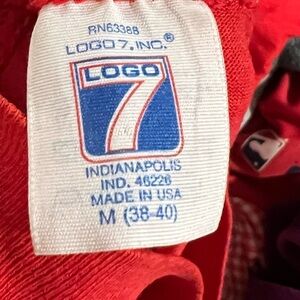 RN63388
LOGO 7, INC.®
LOGO
7
INDIANAPOLIS
IND. 46226
MADE IN USA
M (38-40)